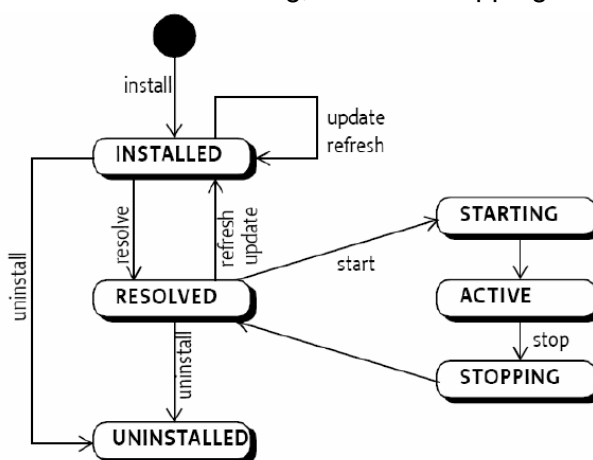 install
update
refresh
INSTALLED
STARTING
resolve
refresh
update
start
uninstall
RESOLVED
ACTIVE
stop
uninstall
STOPPING
UNINSTALLED